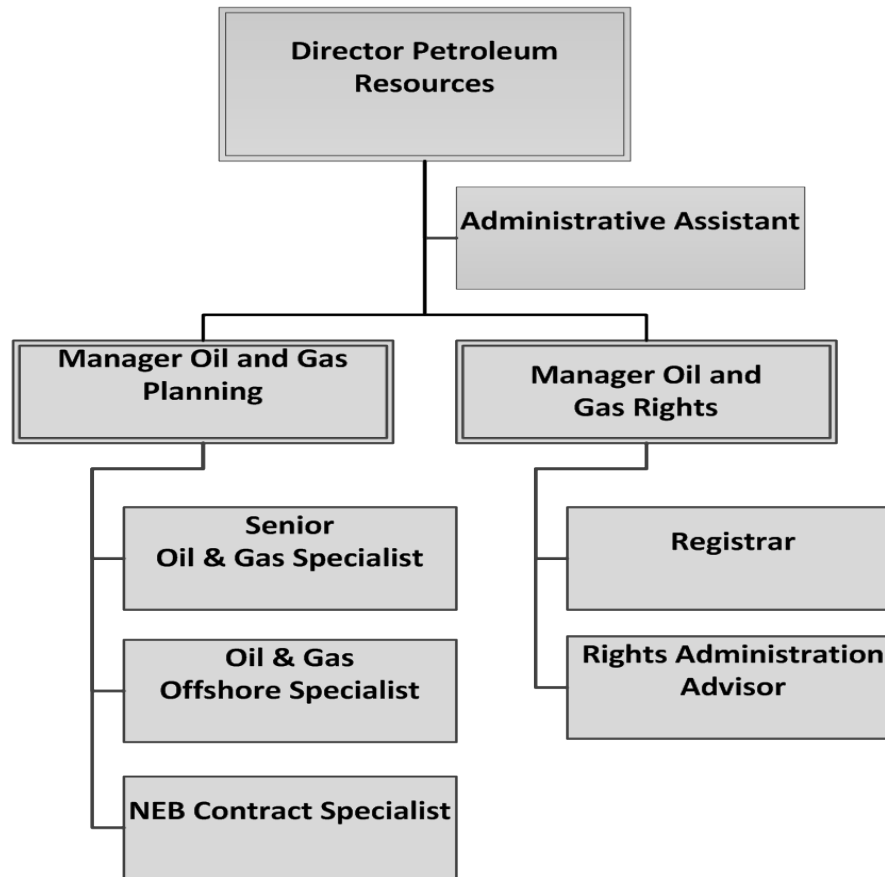 Director Petroleum
Resources
Administrative Assistant
Manager Oil and Gas
Planning
Manager Oil and
Gas Rights
Senior
Oil & Gas Specialist
Registrar
Oil & Gas
Offshore Specialist
Rights Administration
Advisor
NEB Contract Specialist